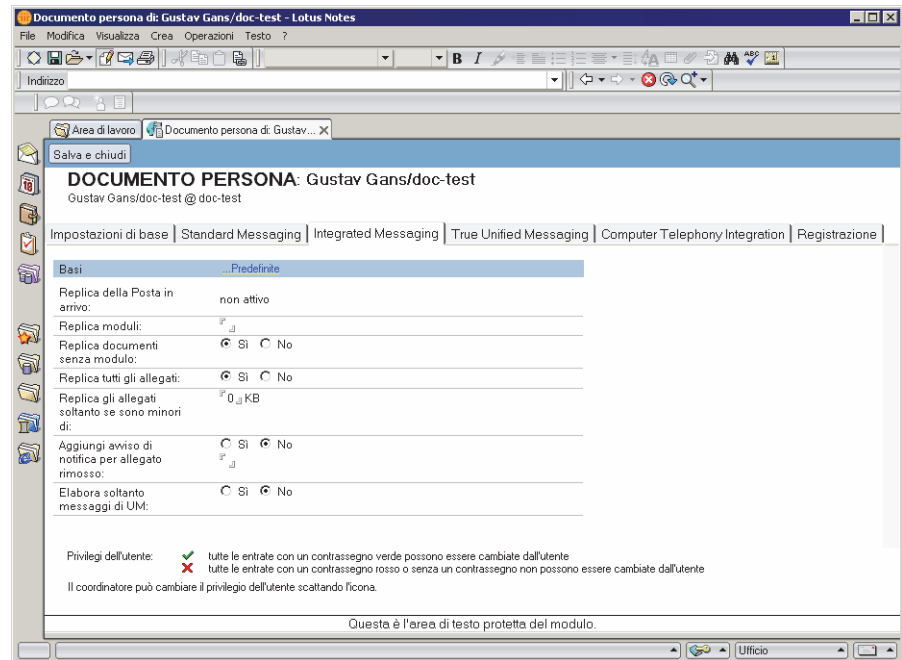 Documento persona di: Gustav Gans/doc-test - Lotus Notes
File Modifica Visualizza Crea Operazioni Testo ?
B I
ABC
Indirizzo
Area di lavoro Documento persona di: Gustav...
Salva e chiudi
DOCUMENTO PERSONA: Gustav Gans/doc-test
Gustav Gans/doc-test @ doc-test
Impostazioni di base Standard Messaging Integrated Messaging True Unified Messaging Computer Telephony Integration Registrazione
Basi ...Predefinite
Replica della Posta in
arrivo:
non attivo
Replica moduli:
Replica documenti
senza modulo:
Sì No
Replica tutti gli allegati: Sì No
Replica gli allegati
soltanto se sono minori
di:
0 KB
Aggiungi avviso di
notifica per allegato
rimosso:
Sì No
Elabora soltanto
messaggi di UM:
Sì No
Privilegi dell'utente: tutte le entrate con un contrassegno verde possono essere cambiate dall'utente
tutte le entrate con un contrassegno rosso o senza un contrassegno non possono essere cambiate dall'utente
Il coordinatore può cambiare il privilegio dell'utente scattando l'icona.
Questa è l'area di testo protetta del modulo.
Ufficio